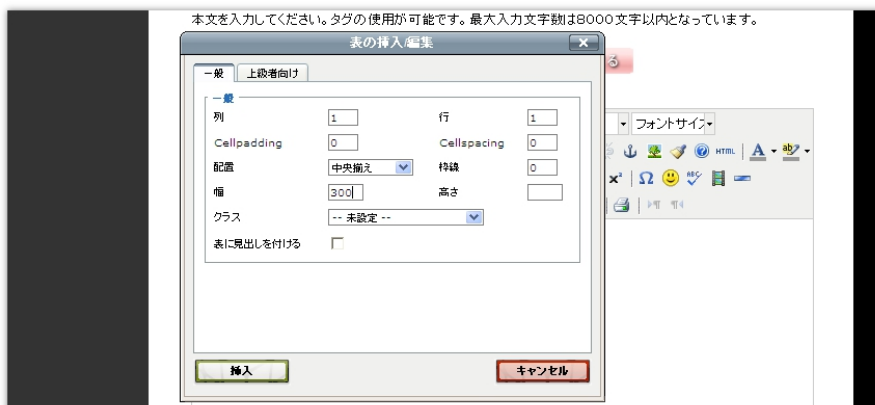 本文を入力してください。タグの使用が可能です。最大入力文字数は8000文字以内となっています。
表の挿入/編集
る
一般 上級者向け
一般
列 1 行 1
Cellpadding 0 Cellspacing 0
フォントサイズ
HTML A ab
配置 中央揃え 枠線 0
x² Ω ABC
幅 300 高さ
クラス -- 未設定 --
表に見出しを付ける
挿入 キャンセル